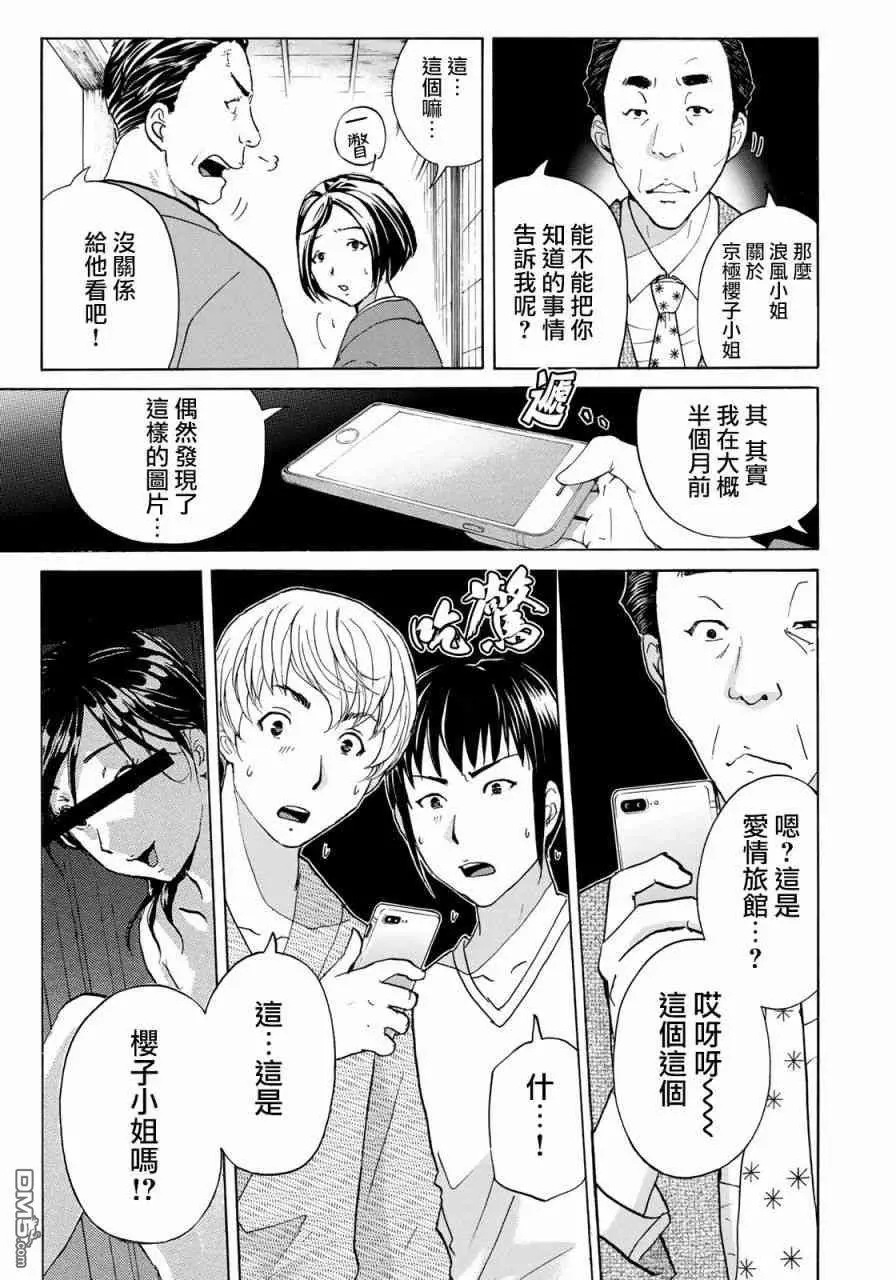 那麼
浪風小姐
關於
京極櫻子小姐
能不能把你
知道的事情
告訴我呢?
這…
這個嘛…
一瞥
沒關係
給他看吧!
其 其實
我在大概
半個月前
遞
偶然發現了
這樣的圖片…
嗯?這是
愛情旅館…?
哎呀呀~
這個這個
吃驚
什…!
這…這是
櫻子小姐嗎!?
DM5.com